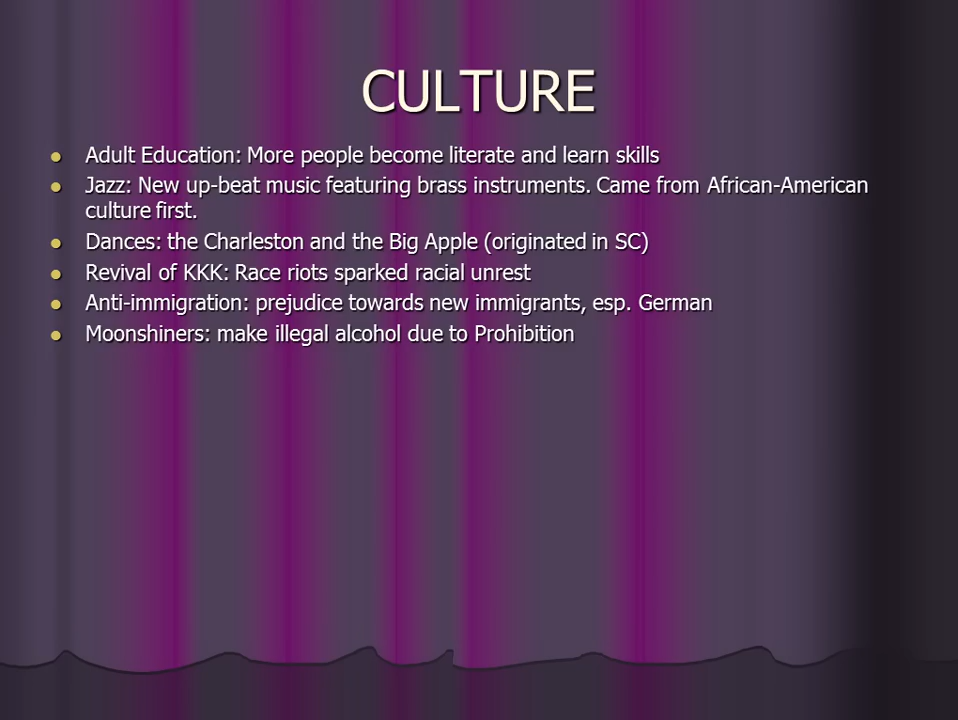 CULTURE
Adult Education: More people become literate and learn skills
Jazz: New up-beat music featuring brass instruments. Came from African-American
culture first.
Dances: the Charleston and the Big Apple (originated in SC)
Revival of KKK: Race riots sparked racial unrest
Anti-immigration: prejudice towards new immigrants, esp. German
Moonshiners: make illegal alcohol due to Prohibition